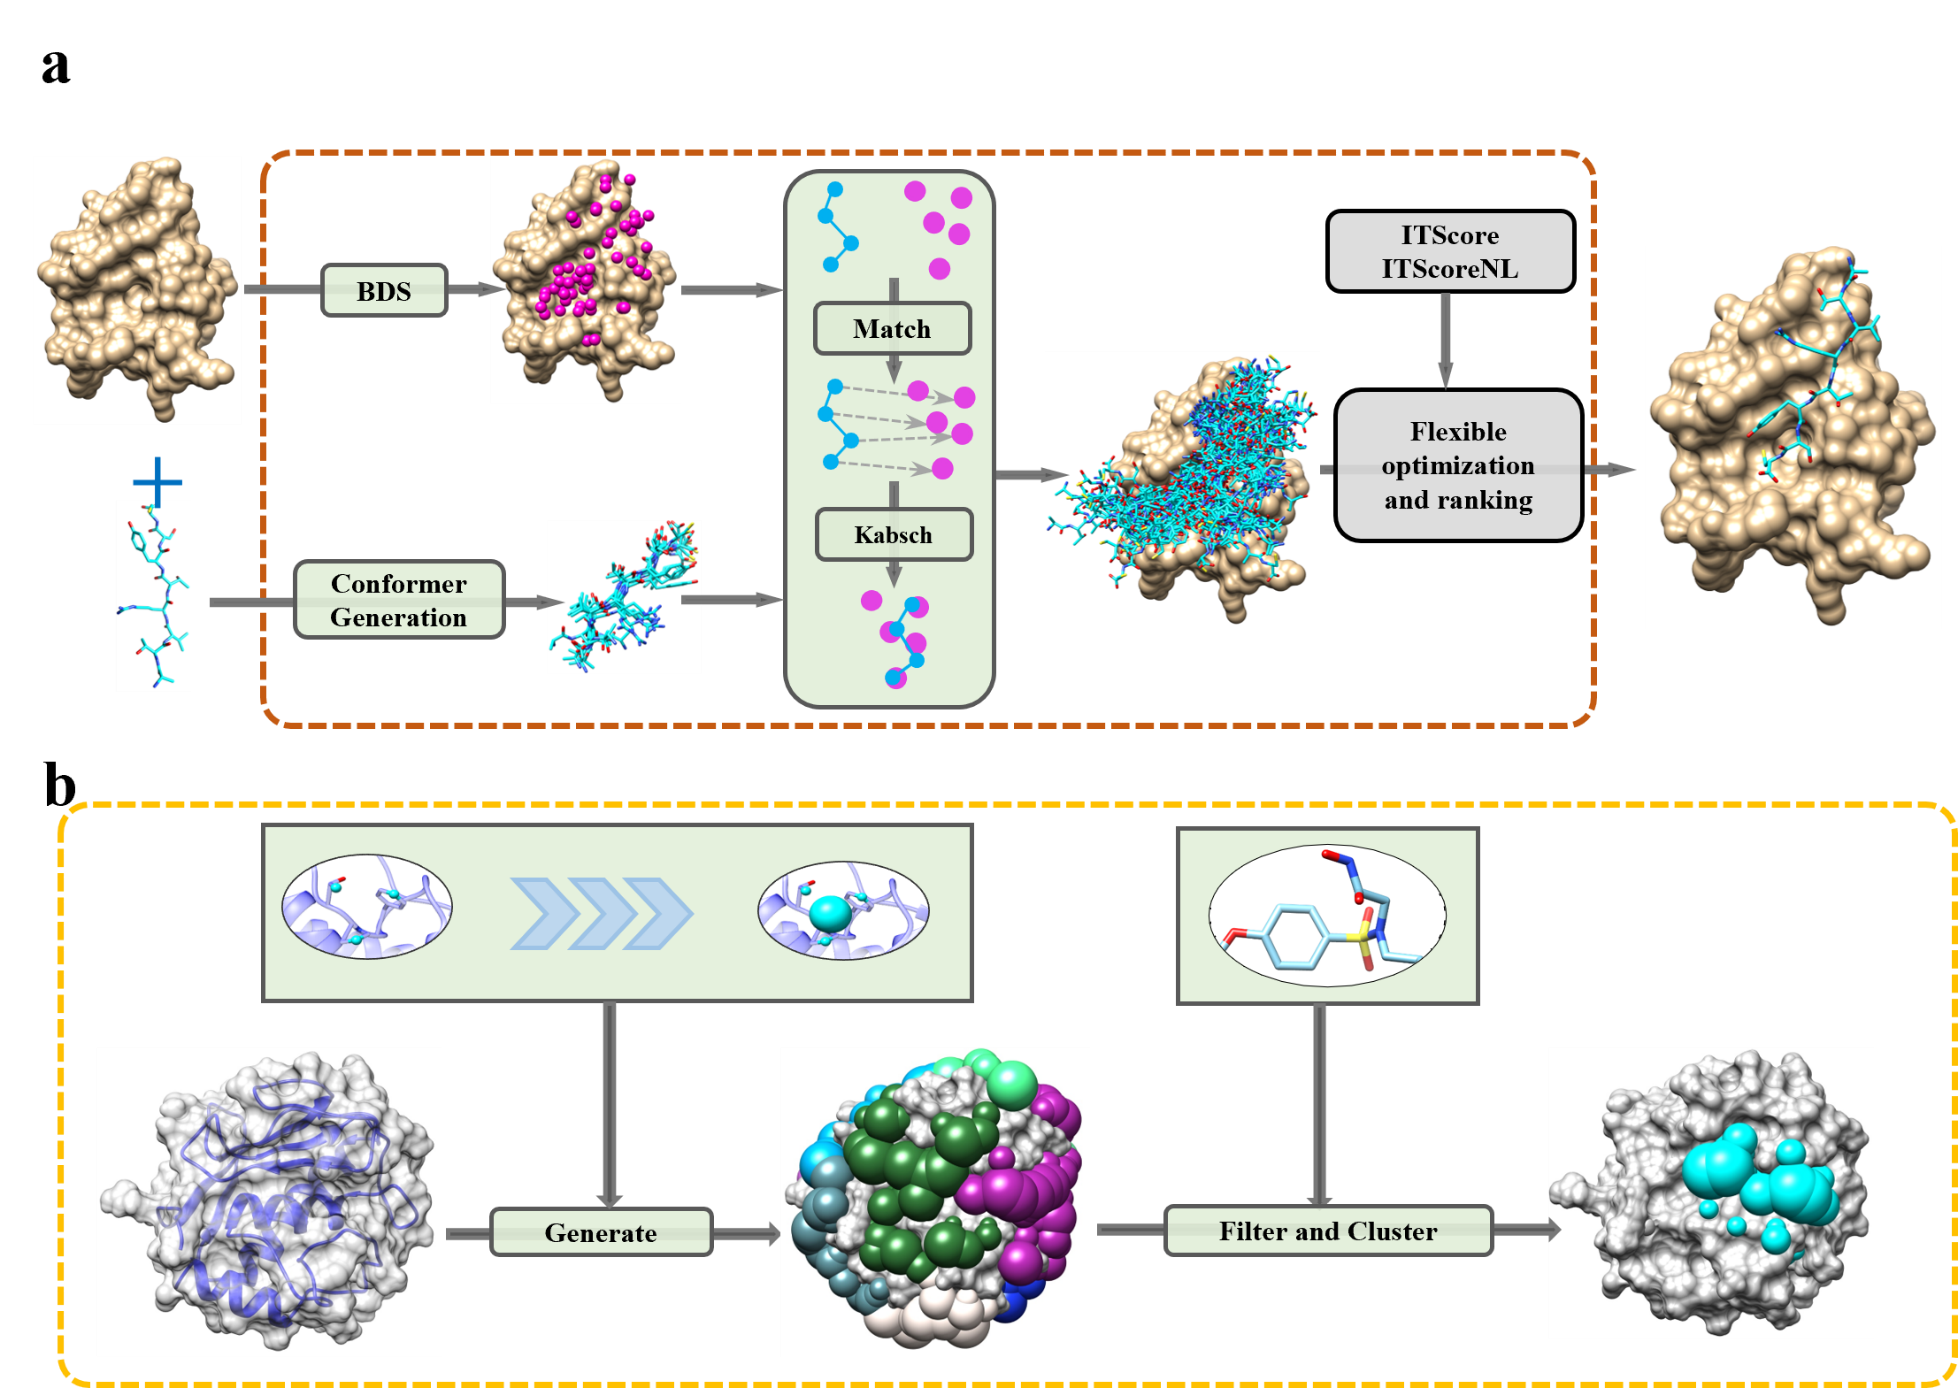 a
BDS
Conformer
Generation
Match
Kabsch
ITScore
ITScoreNL
Flexible
optimization
and ranking
b
Generate
Filter and Cluster